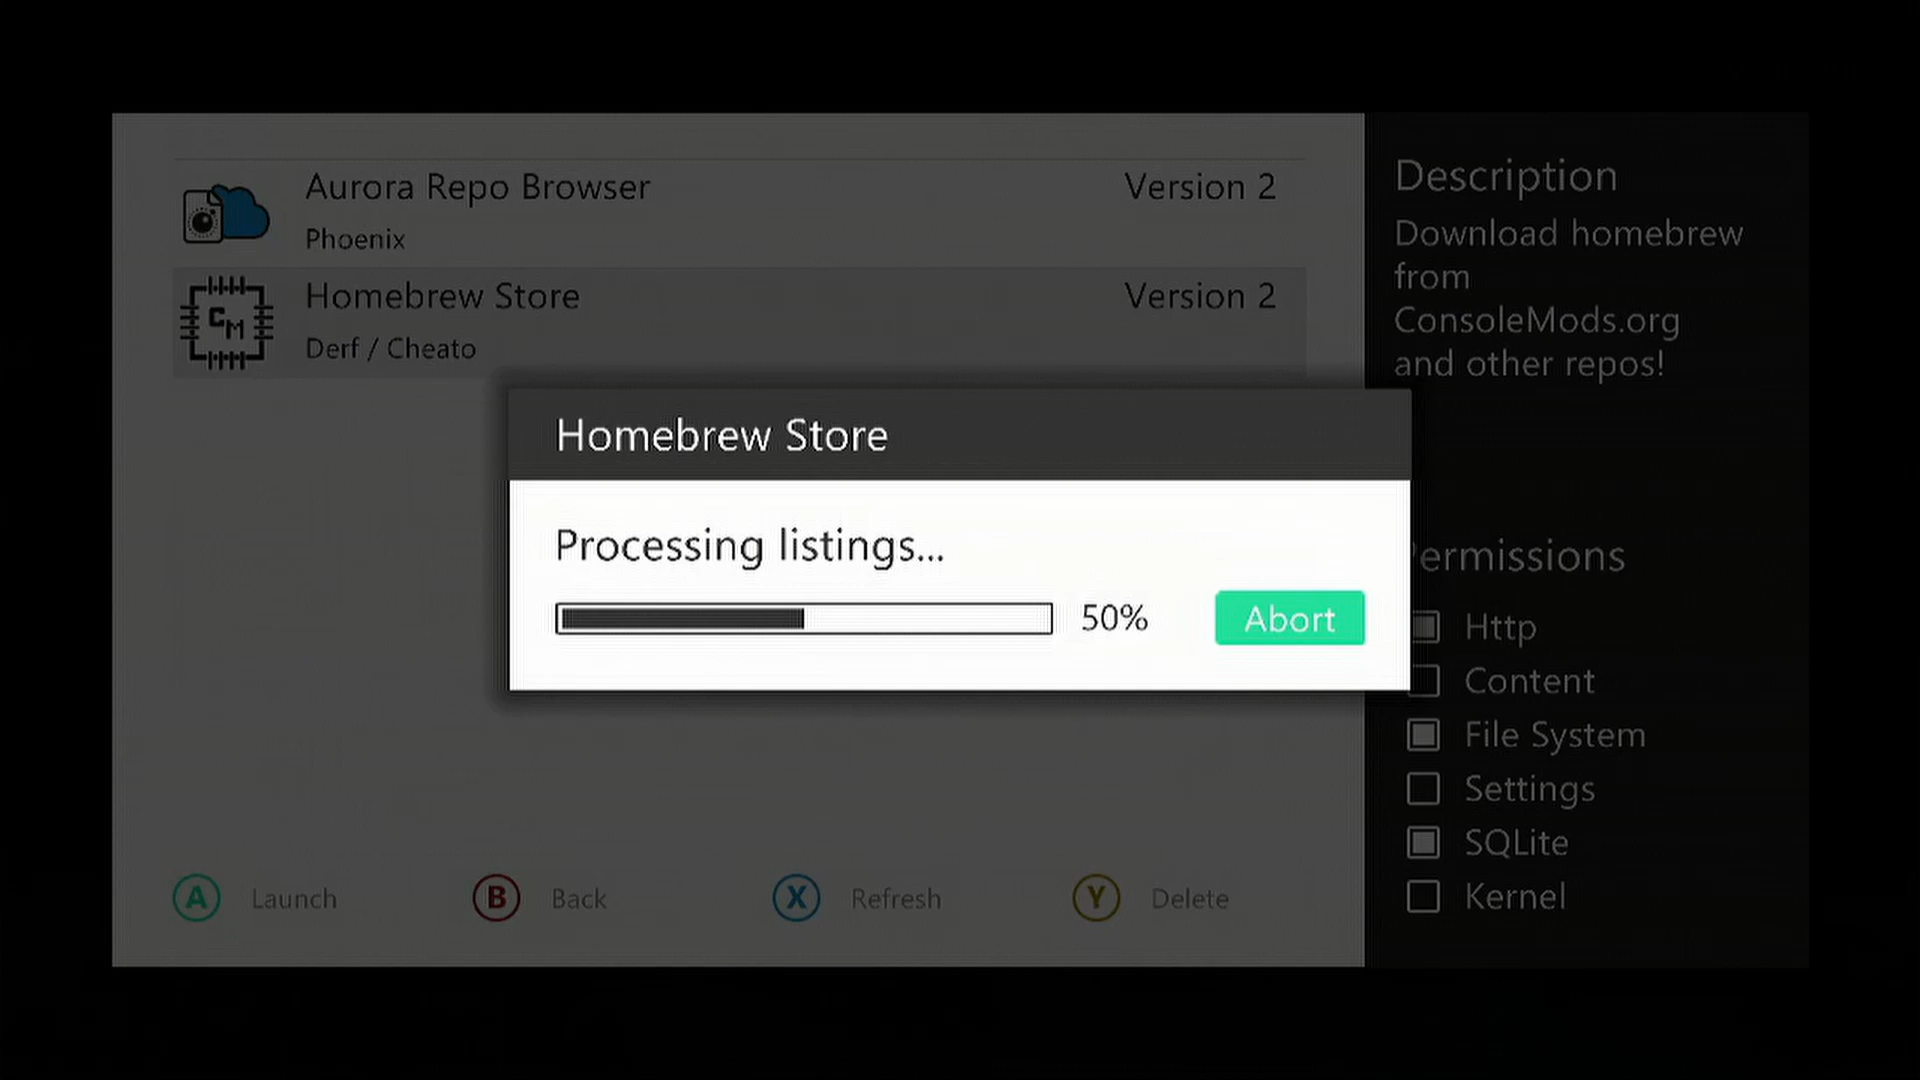 Aurora Repo Browser
Version 2
Phoenix
CM
Homebrew Store
Version 2
Derf / Cheato
Description
Download homebrew
from
ConsoleMods.org
and other repos!
Homebrew Store
Processing listings...
50%
Abort
ermissions
Http
Content
File System
Settings
SQLite
Kernel
A Launch
B Back
X Refresh
Y Delete